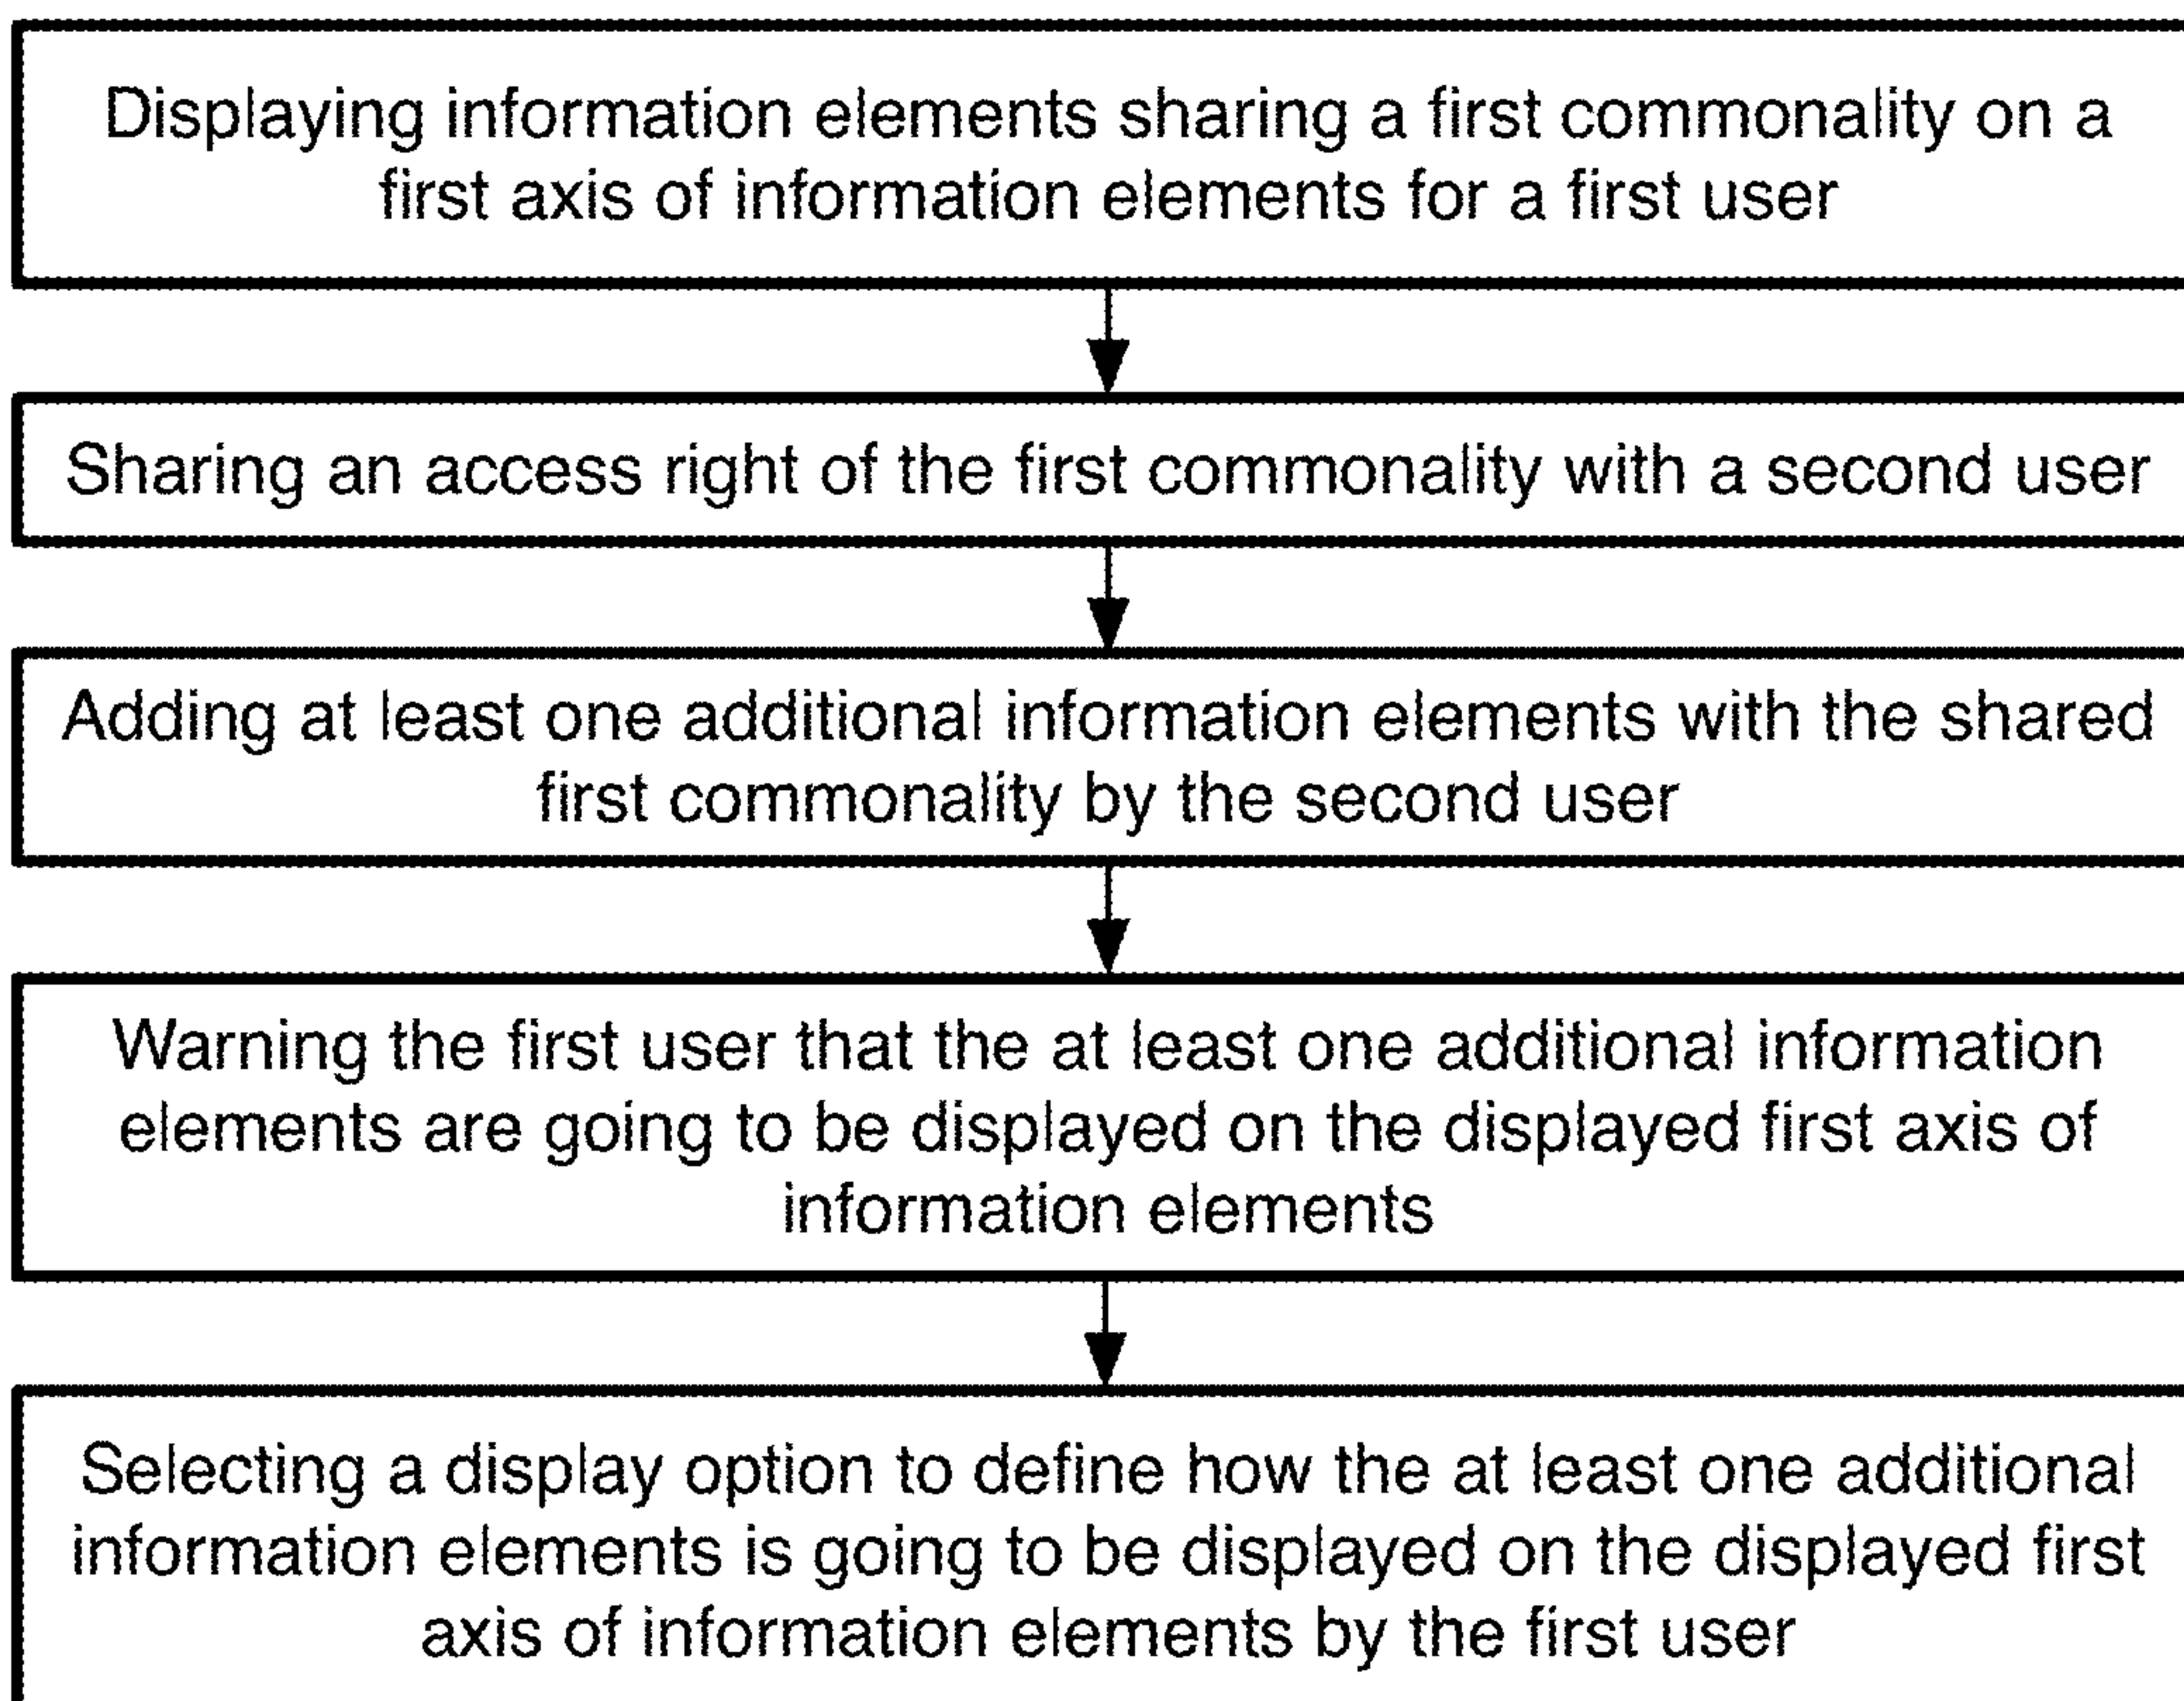 Displaying information elements sharing a first commonality on a
first axis of information elements for a first user
Sharing an access right of the first commonality with a second user
Adding at least one additional information elements with the shared
first commonality by the second user
Warning the first user that the at least one additional information
elements are going to be displayed on the displayed first axis of
information elements
Selecting a display option to define how the at least one additional
information elements is going to be displayed on the displayed first
axis of information elements by the first user